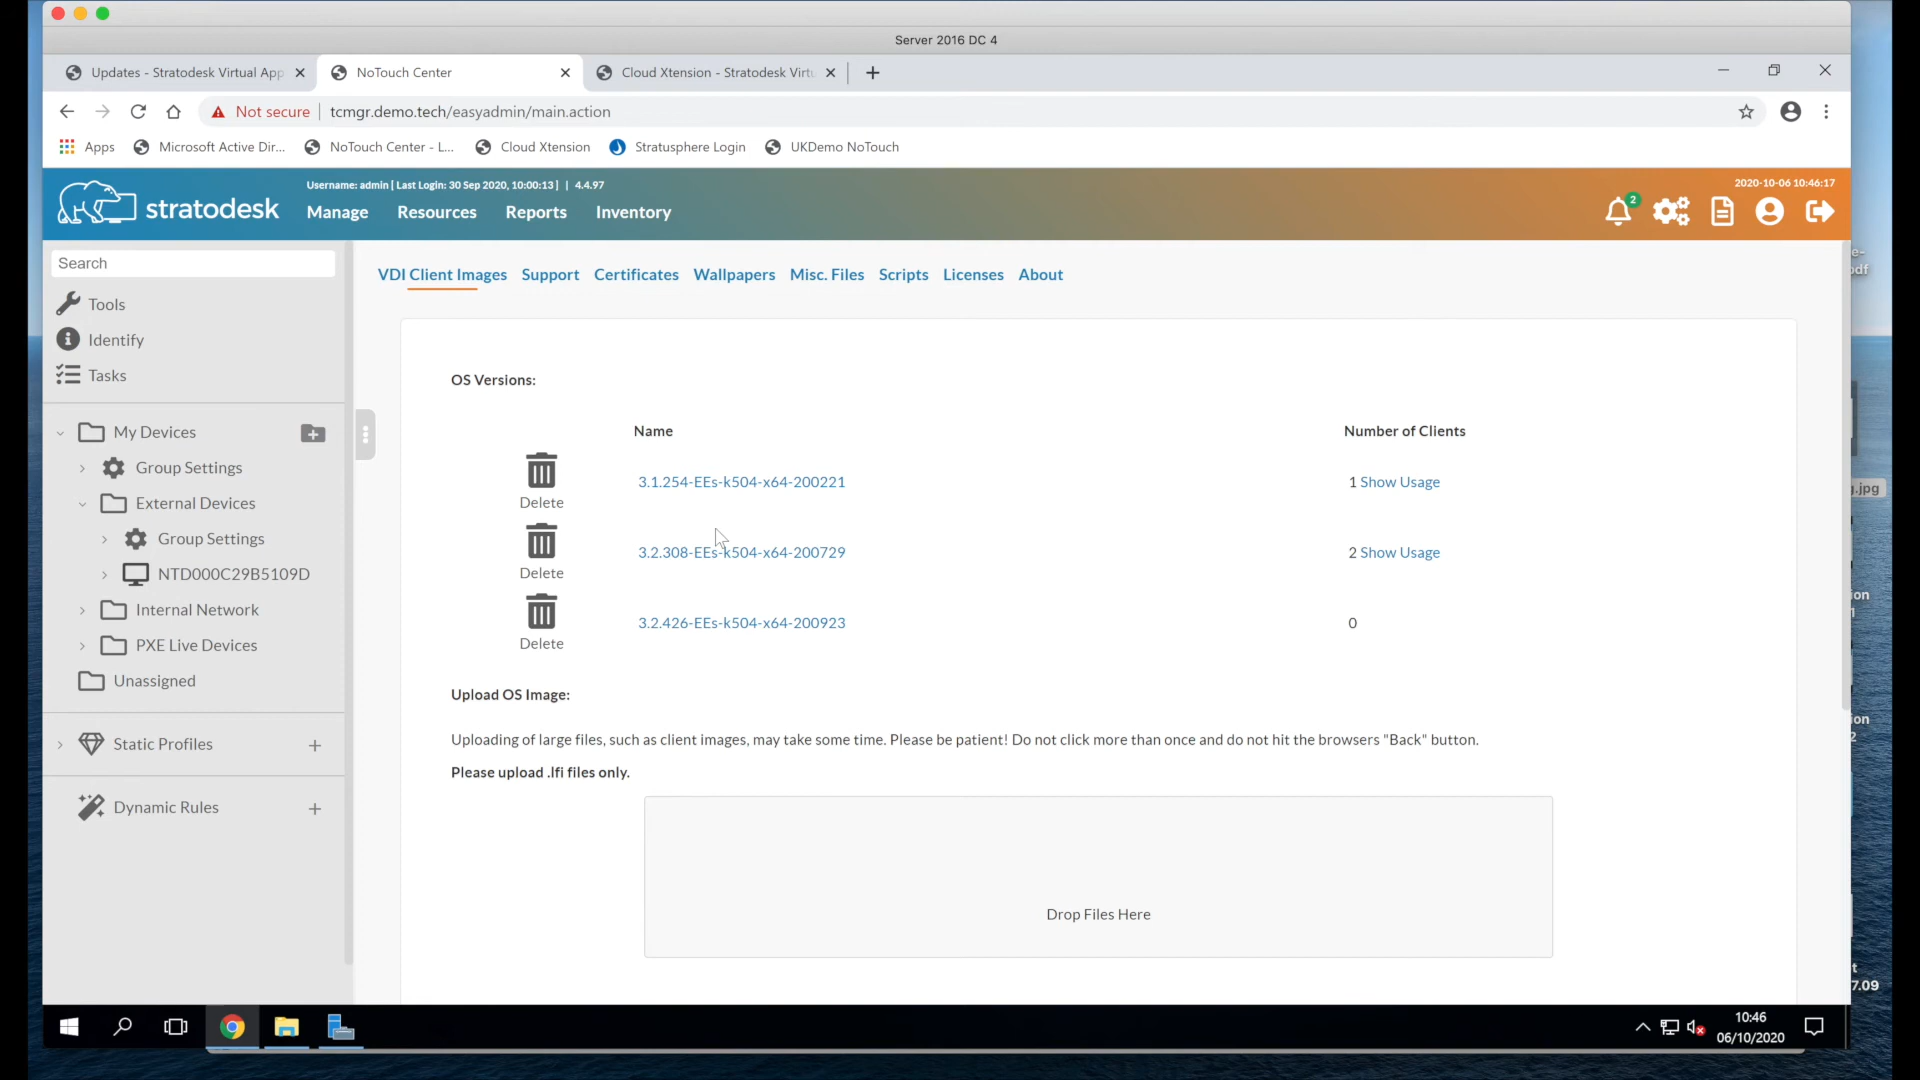 Server 2016 DC 4
Updates - Stratodesk Virtual App
NoTouch Center
Cloud Xtension - Stratodesk Virtu
Not secure
tcmgr.demo.tech/easyadmin/main.action
Apps
Microsoft Active Dir...
NoTouch Center - L...
Cloud Xtension
Stratusphere Login
UKDemo NoTouch
stratodesk
Username: admin [ Last Login: 30 Sep 2020, 10:00:13 ] | 4.4.97
Manage
Resources
Reports
Inventory
2020-10-06 10:46:17
2
Search
Tools
Identify
Tasks
My Devices
Group Settings
External Devices
Group Settings
NTD000C29B5109D
Internal Network
PXE Live Devices
Unassigned
Static Profiles
Dynamic Rules
VDI Client Images
Support
Certificates
Wallpapers
Misc. Files
Scripts
Licenses
About
OS Versions:
Name
Number of Clients
Delete
3.1.254-EEs-k504-x64-200221
1 Show Usage
Delete
3.2.308-EEs-k504-x64-200729
2 Show Usage
Delete
3.2.426-EEs-k504-x64-200923
0
Upload OS Image:
Uploading of large files, such as client images, may take some time. Please be patient! Do not click more than once and do not hit the browsers "Back" button.
Please upload .lfi files only.
Drop Files Here
10:46
06/10/2020
7.09